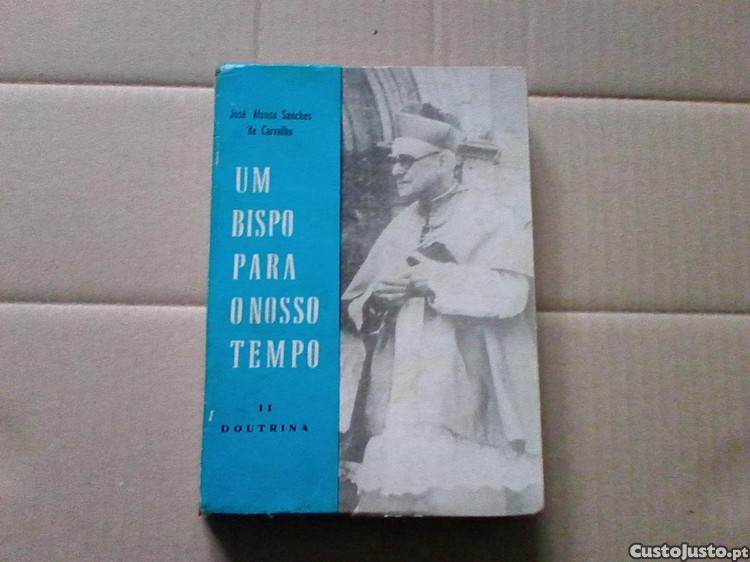 José Afonso Sanches
de Carvalho
UM
BISPO
PARA
O NOSSO
TEMPO
II
DOUTRINA
CustoJusto.pt